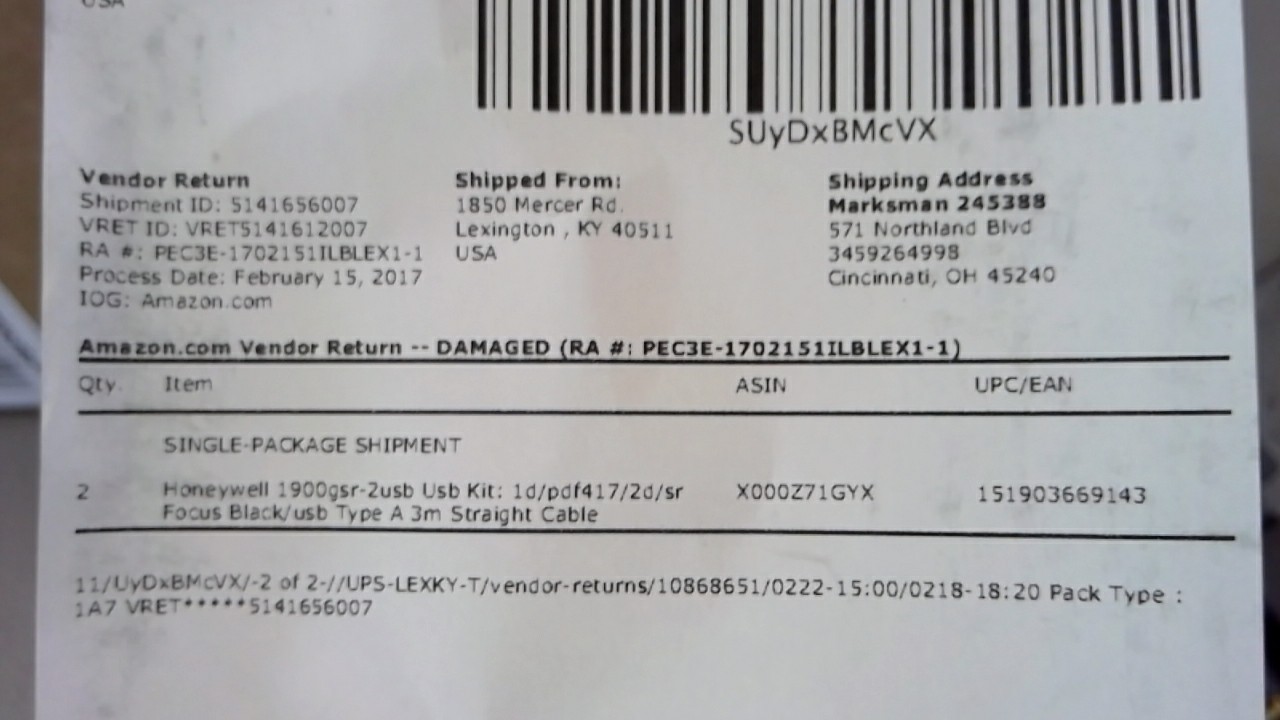 USA
SUyDxBMcVX
Vendor Return
Shipment ID: 5141656007
VRET ID: VRET5141612007
RA #: PEC3E-1702151ILBLEX1-1
Process Date: February 15, 2017
IOG: Amazon.com
Shipped From:
1850 Mercer Rd.
Lexington , KY 40511
USA
Shipping Address
Marksman 245388
571 Northland Blvd
3459264998
Cincinnati, OH 45240
Amazon.com Vendor Return -- DAMAGED (RA #: PEC3E-1702151ILBLEX1-1)
Qty. Item ASIN UPC/EAN
SINGLE-PACKAGE SHIPMENT
2 Honeywell 1900gsr-2usb Usb Kit: 1d/pdf417/2d/sr X000Z71GYX 151903669143
Focus Black/usb Type A 3m Straight Cable
11/UyDxBMcVX/-2 of 2-//UPS-LEXKY-T/vendor-returns/10868651/0222-15:00/0218-18:20 Pack Type :
1A7 VRET*****5141656007